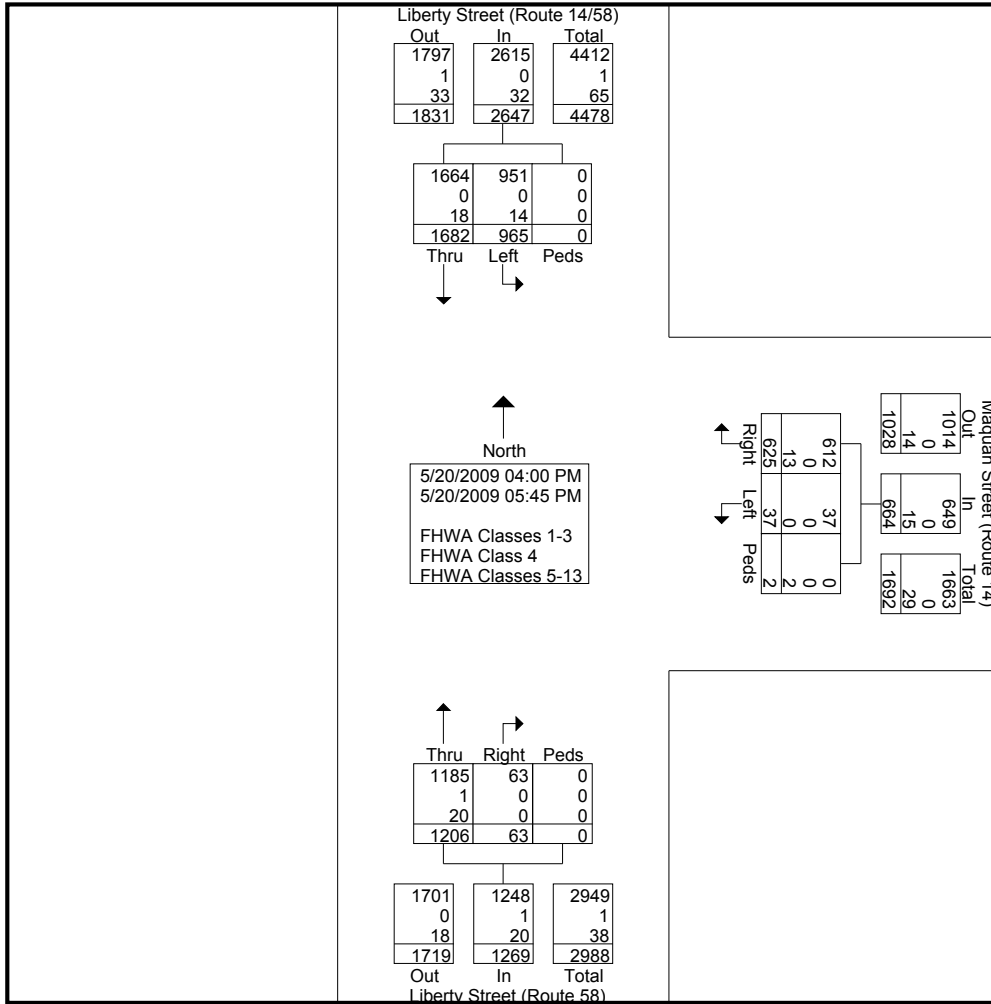 Liberty Street (Route 14/58)
Out In Total
1797 2615 4412
1 0 1
33 32 65
1831 2647 4478
1664 951 0
0 0 0
18 14 0
1682 965 0
Thru Left Peds
Maquan Street (Route 14)
Out In Total
1014 649 1663
0 0 0
14 15 29
1028 664 1692
612 37 0
0 0 0
13 0 2
625 37 2
Right Left Peds
North
5/20/2009 04:00 PM
5/20/2009 05:45 PM
FHWA Classes 1-3
FHWA Class 4
FHWA Classes 5-13
Thru Right Peds
1185 63 0
1 0 0
20 0 0
1206 63 0
1701 1248 2949
0 1 1
18 20 38
1719 1269 2988
Out In Total
Liberty Street (Route 58)